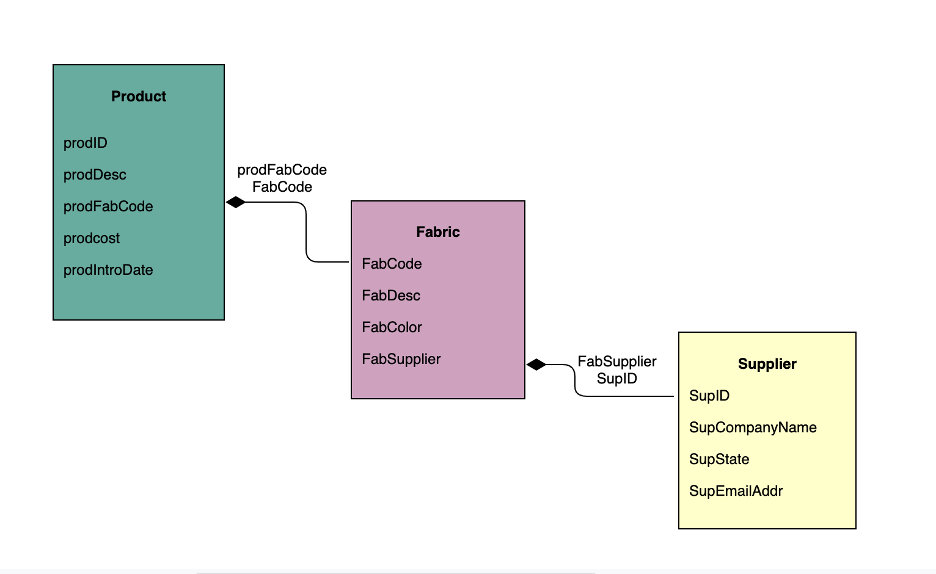 Product
prodID
prodDesc
prodFabCode
prodcost
prodIntroDate
prodFabCode
FabCode
Fabric
FabCode
FabDesc
FabColor
FabSupplier
FabSupplier
SupID
Supplier
SupID
SupCompanyName
SupState
SupEmailAddr